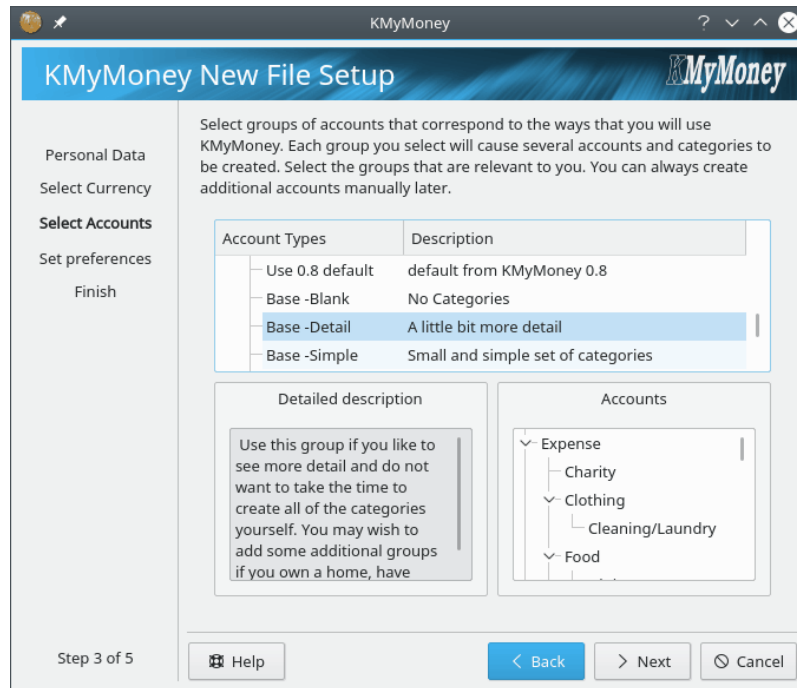 KMyMoney
KMyMoney New File Setup
KMyMoney
Personal Data
Select Currency
Select Accounts
Set preferences
Finish
Step 3 of 5
Select groups of accounts that correspond to the ways that you will use
KMyMoney. Each group you select will cause several accounts and categories to
be created. Select the groups that are relevant to you. You can always create
additional accounts manually later.
Account Types Description
Use 0.8 default default from KMyMoney 0.8
Base -Blank No Categories
Base -Detail A little bit more detail
Base -Simple Small and simple set of categories
Detailed description
Use this group if you like to
see more detail and do not
want to take the time to
create all of the categories
yourself. You may wish to
add some additional groups
if you own a home, have
Accounts
Expense
Charity
Clothing
Cleaning/Laundry
Food
Help
Back
Next
Cancel